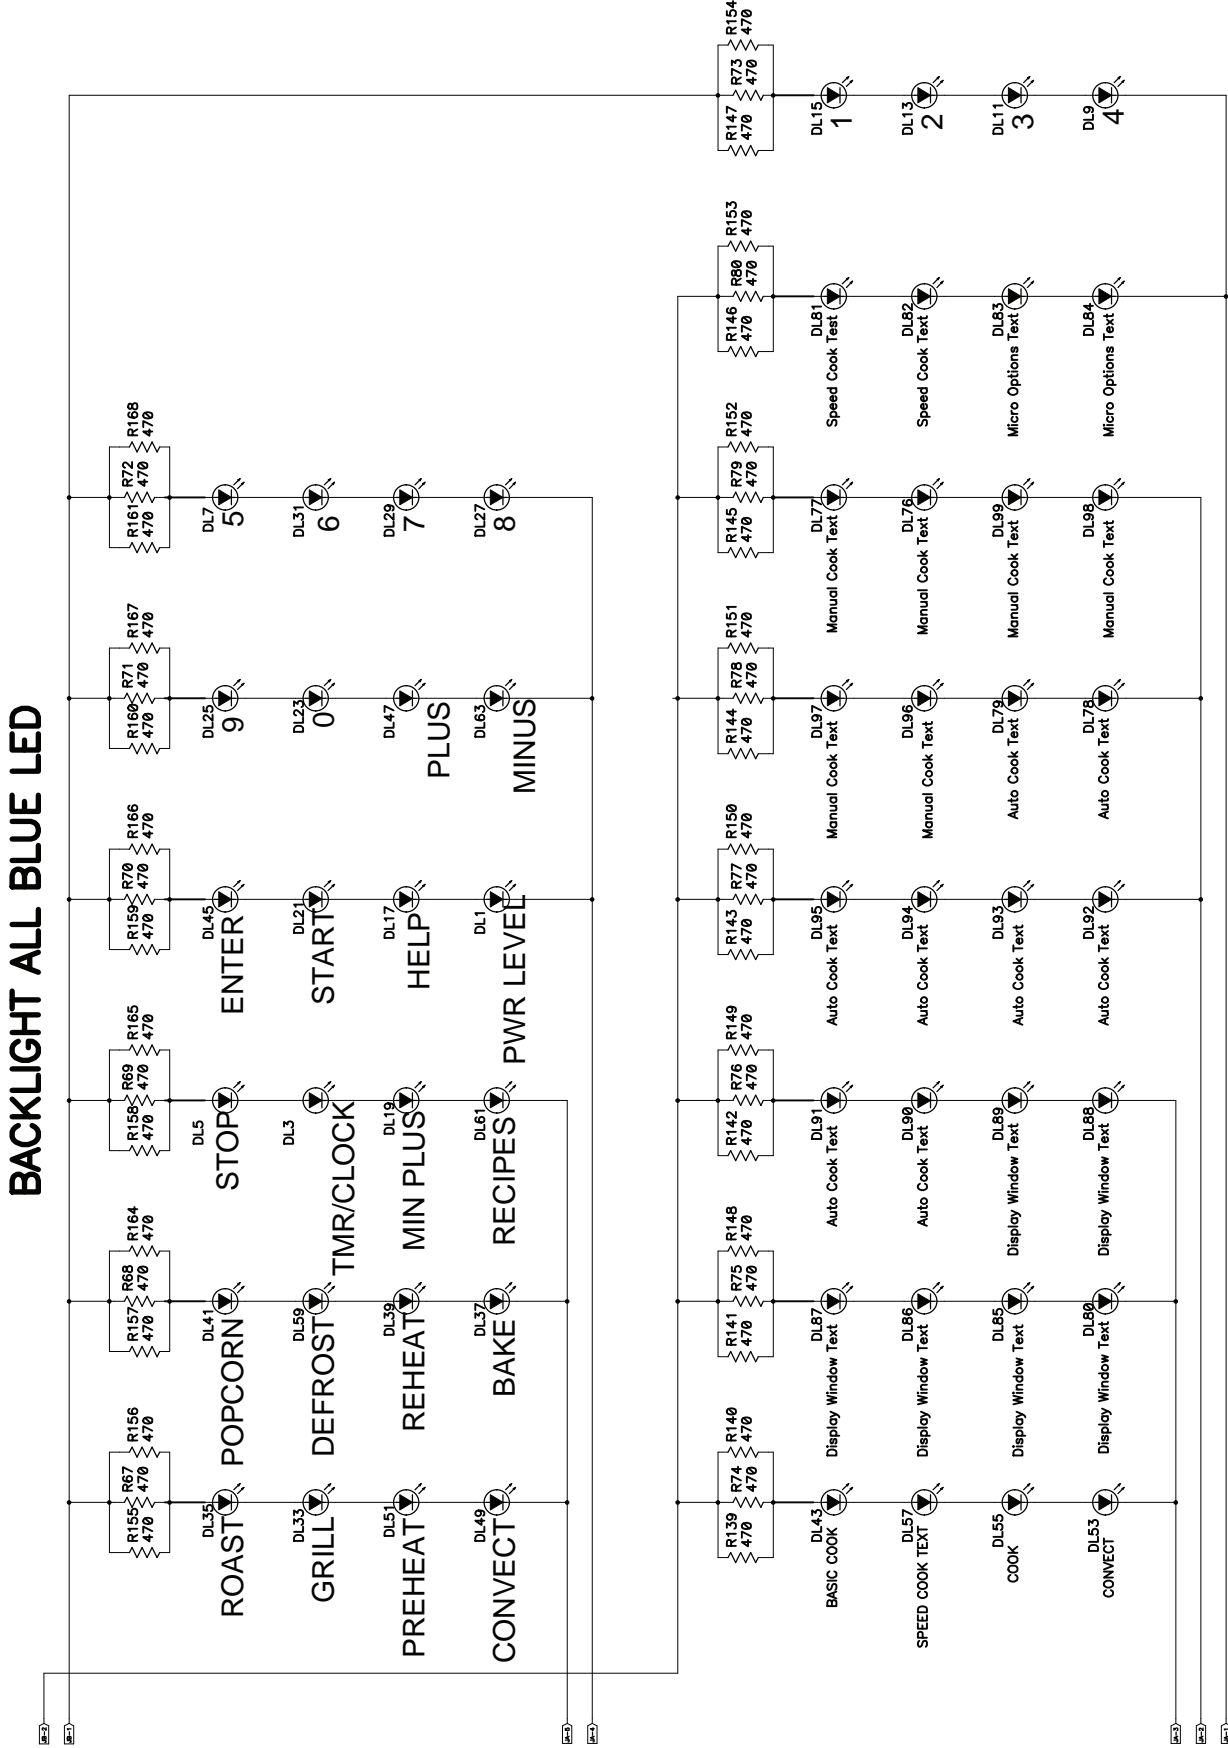 BACKLIGHT ALL BLUE LED
R155
470
R67
470
R156
470
DL35
ROAST
DL33
GRILL
DL51
PREHEAT
DL49
CONVECT
R157
470
R68
470
R164
470
DL41
POPCORN
DL59
DEFROST
DL39
REHEAT
DL37
BAKE
R158
470
R69
470
R165
470
DL5
STOP
DL3
TMR/CLOCK
DL19
MIN PLUS
DL61
RECIPES
R159
470
R70
470
R166
470
DL45
ENTER
DL21
START
DL17
HELP
DL1
PWR LEVEL
R160
470
R71
470
R167
470
DL25
9
DL23
0
DL47
PLUS
DL63
MINUS
R161
470
R72
470
R168
470
DL7
5
DL31
6
DL29
7
DL27
8
R139
470
R74
470
R140
470
DL43
BASIC COOK
DL57
SPEED COOK TEXT
DL55
COOK
DL53
CONVECT
R141
470
R75
470
R148
470
DL87
Display Window Text
DL86
Display Window Text
DL85
Display Window Text
DL80
Display Window Text
R142
470
R76
470
R149
470
DL91
Auto Cook Text
DL90
Auto Cook Text
DL89
Display Window Text
DL88
Display Window Text
R143
470
R77
470
R150
470
DL95
Auto Cook Text
DL94
Auto Cook Text
DL93
Auto Cook Text
DL92
Auto Cook Text
R144
470
R78
470
R151
470
DL97
Manual Cook Text
DL96
Manual Cook Text
DL79
Auto Cook Text
DL78
Auto Cook Text
R145
470
R79
470
R152
470
DL77
Manual Cook Text
DL76
Manual Cook Text
DL99
Manual Cook Text
DL98
Manual Cook Text
R146
470
R80
470
R153
470
DL81
Speed Cook Test
DL82
Speed Cook Text
DL83
Micro Options Text
DL84
Micro Options Text
R147
470
R73
470
R154
470
DL15
1
DL13
2
DL11
3
DL9
4